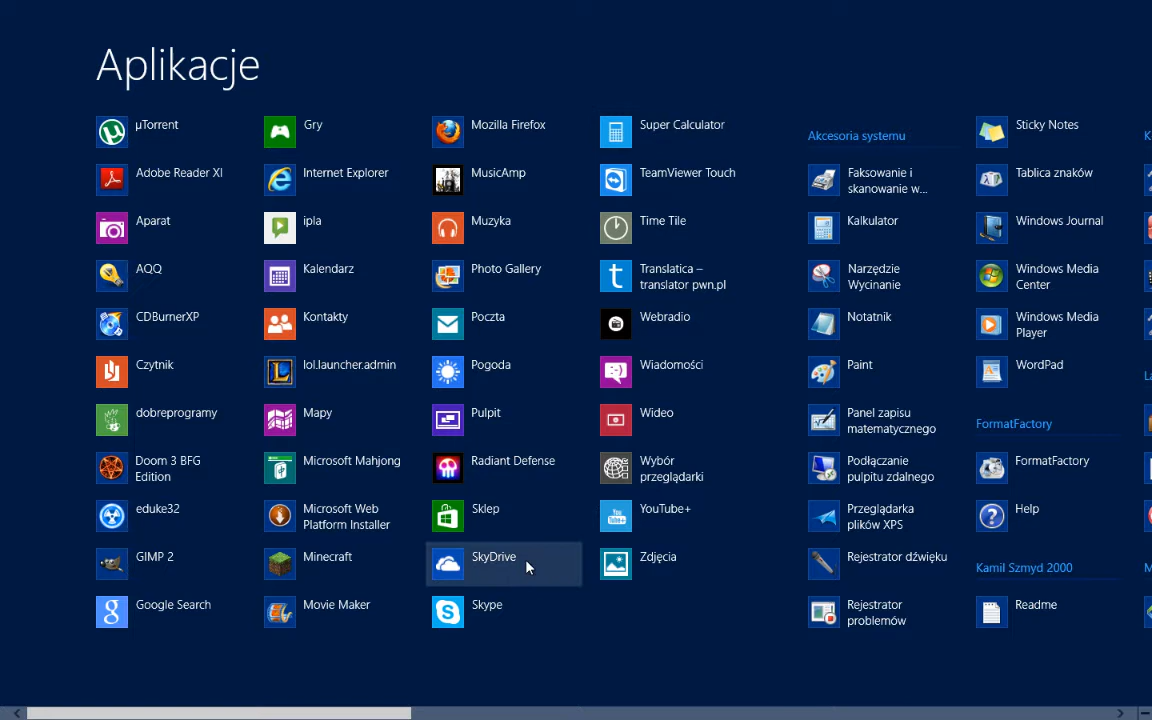 Aplikacje
µTorrent
Adobe Reader XI
Aparat
AQQ
CDBurnerXP
Czytnik
dobreprogramy
Doom 3 BFG
Edition
eduke32
GIMP 2
Google Search
Gry
Internet Explorer
ipla
Kalendarz
Kontakty
lol.launcher.admin
Mapy
Microsoft Mahjong
Microsoft Web
Platform Installer
Minecraft
Movie Maker
Mozilla Firefox
MusicAmp
Muzyka
Photo Gallery
Poczta
Pogoda
Pulpit
Radiant Defense
Sklep
SkyDrive
Skype
Super Calculator
TeamViewer Touch
Time Tile
Translatica –
translator pwn.pl
Webradio
Wiadomości
Wideo
Wybór
przeglądarki
YouTube+
Zdjęcia
Akcesoria systemu
Faksowanie i
skanowanie w...
Kalkulator
Narzędzie
Wycinanie
Notatnik
Paint
Panel zapisu
matematycznego
Podłączanie
pulpitu zdalnego
Przeglądarka
plików XPS
Rejestrator dźwięku
Rejestrator
problemów
Sticky Notes
Tablica znaków
Windows Journal
Windows Media
Center
Windows Media
Player
WordPad
FormatFactory
FormatFactory
Help
Kamil Szmyd 2000
Readme